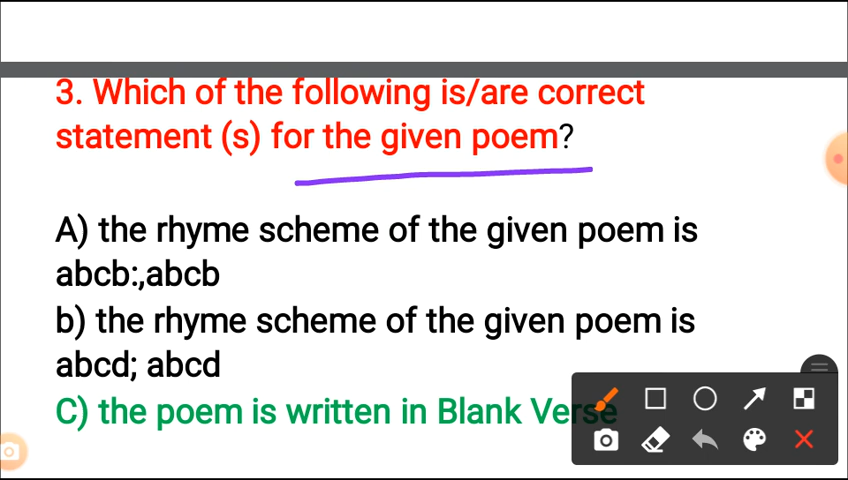 3. Which of the following is/are correct
statement (s) for the given poem?
A) the rhyme scheme of the given poem is
abcb:,abcb
b) the rhyme scheme of the given poem is
abcd; abcd
C) the poem is written in Blank Verse